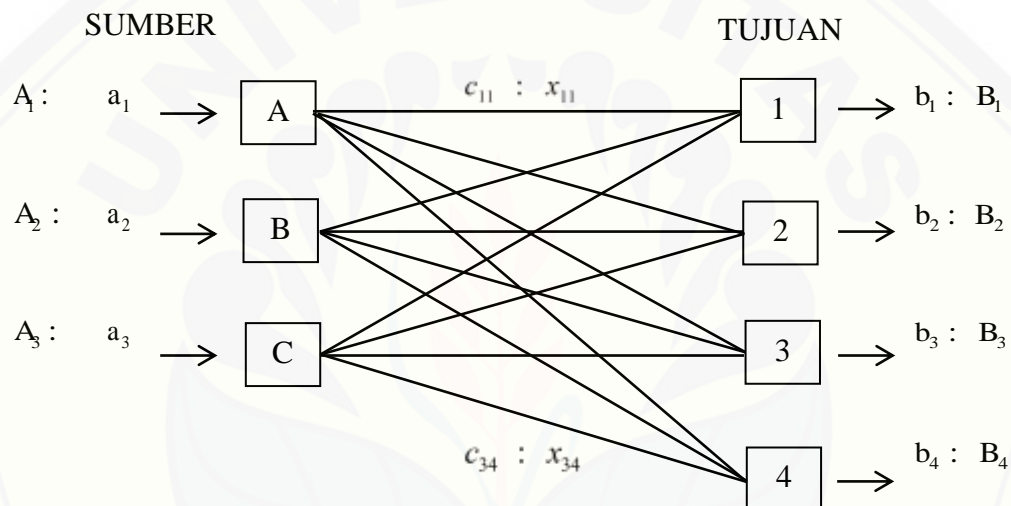 SUMBER TUJUAN
c₁₁ : x₁₁
A₁ : a₁ A 1 b₁ : B₁
A₂ : a₂ B 2 b₂ : B₂
A₃ : a₃ C 3 b₃ : B₃
c₃₄ : x₃₄
4 b₄ : B₄
UNIVERSITAS